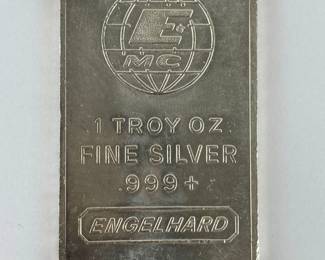 E
MC
1 TROY OZ
FINE SILVER
.999+
ENGELHARD